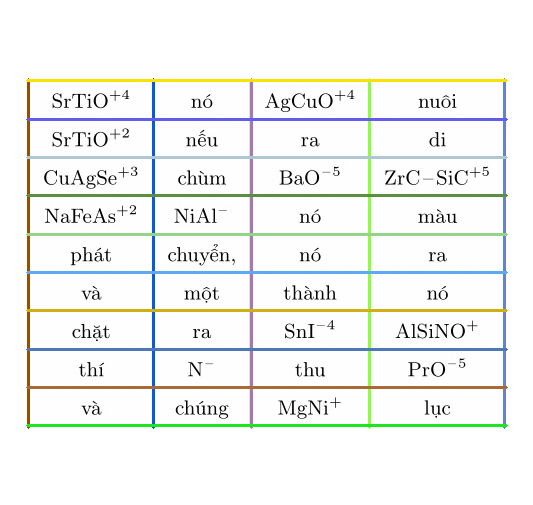 SrTiO⁺⁴ nó AgCuO⁺⁴ nuôi
SrTiO⁺² nếu ra di
CuAgSe⁺³ chùm BaO⁻⁵ ZrC–SiC⁺⁵
NaFeAs⁺² NiAl⁻ nó màu
phát chuyển, nó ra
và một thành nó
chặt ra SnI⁻⁴ AlSiNO⁺
thí N⁻ thu PrO⁻⁵
và chúng MgNi⁺ lục